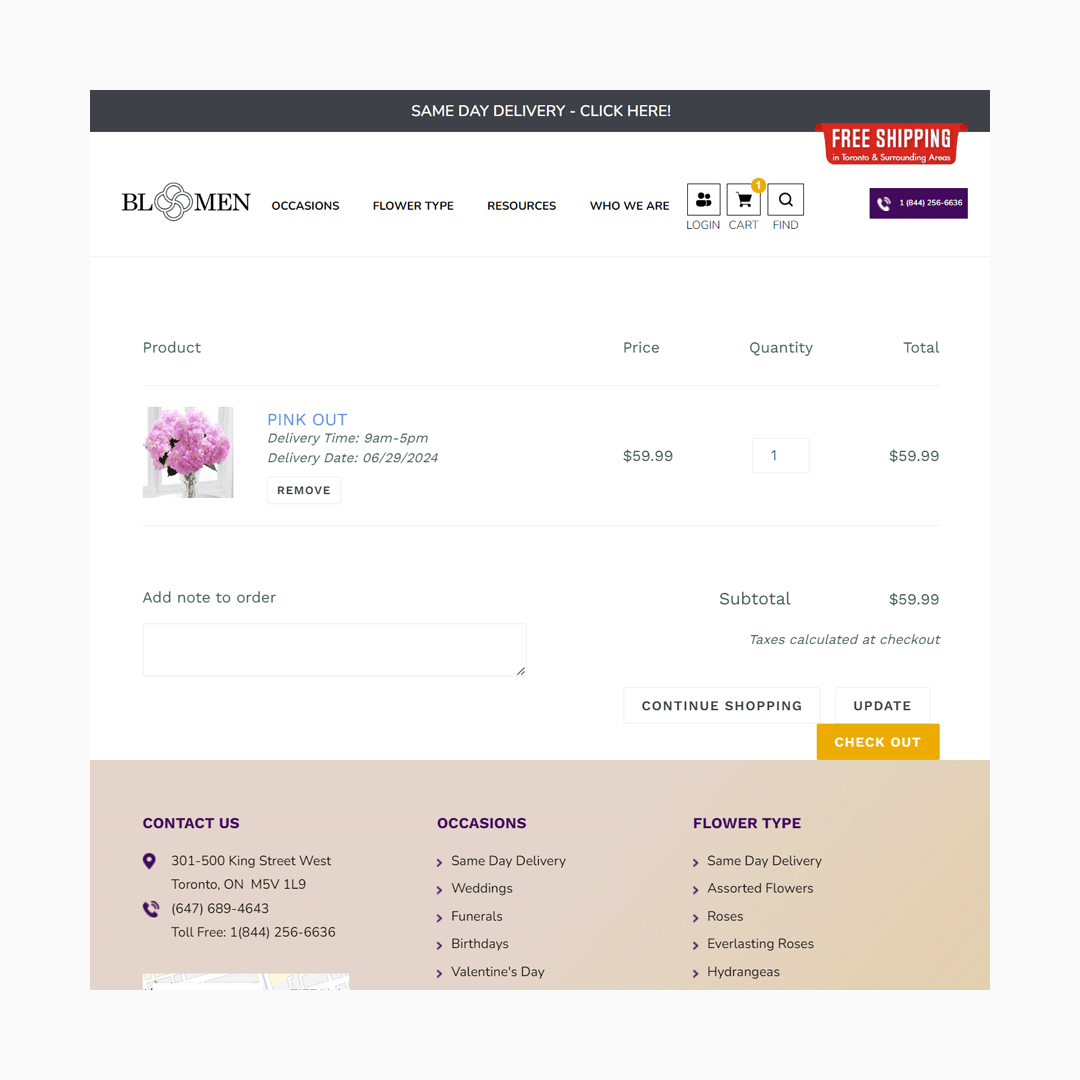 SAME DAY DELIVERY - CLICK HERE!
FREE SHIPPING
in Toronto & Surrounding Areas
BLOOMEN
OCCASIONS
FLOWER TYPE
RESOURCES
WHO WE ARE
LOGIN
1
CART
FIND
1 (844) 256-6636
Product Price Quantity Total
PINK OUT
Delivery Time: 9am-5pm
Delivery Date: 06/29/2024
$59.99 1 $59.99
REMOVE
Add note to order
Subtotal $59.99
Taxes calculated at checkout
CONTINUE SHOPPING UPDATE
CHECK OUT
CONTACT US
301-500 King Street West
Toronto, ON  M5V 1L9
(647) 689-4643
Toll Free: 1(844) 256-6636
OCCASIONS
Same Day Delivery
Weddings
Funerals
Birthdays
Valentine's Day
FLOWER TYPE
Same Day Delivery
Assorted Flowers
Roses
Everlasting Roses
Hydrangeas